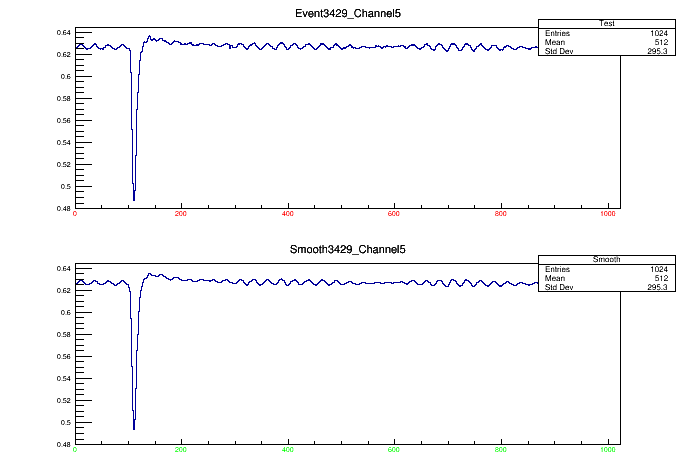 Event3429_Channel5
Test
Entries 1024
Mean 512
Std Dev 295.3
0.64
0.62
0.6
0.58
0.56
0.54
0.52
0.5
0.48
0 200 400 600 800 1000
Smooth3429_Channel5
Smooth
Entries 1024
Mean 512
Std Dev 295.3
0.64
0.62
0.6
0.58
0.56
0.54
0.52
0.5
0.48
0 200 400 600 800 1000